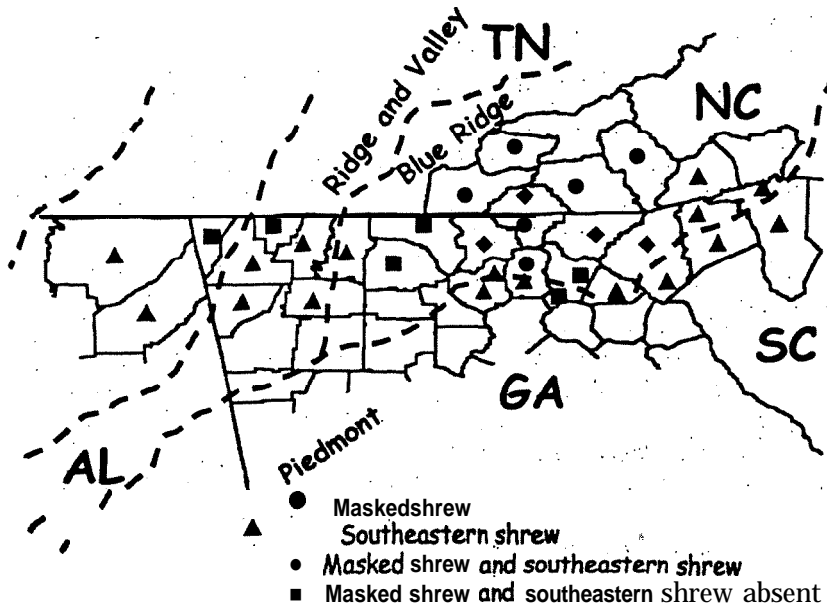 TN
NC
Ridge and Valley
Blue Ridge
SC
GA
AL
Piedmont
Maskedshrew
Southeastern shrew
Masked shrew and southeastern shrew
Masked shrew and southeastern shrew absent